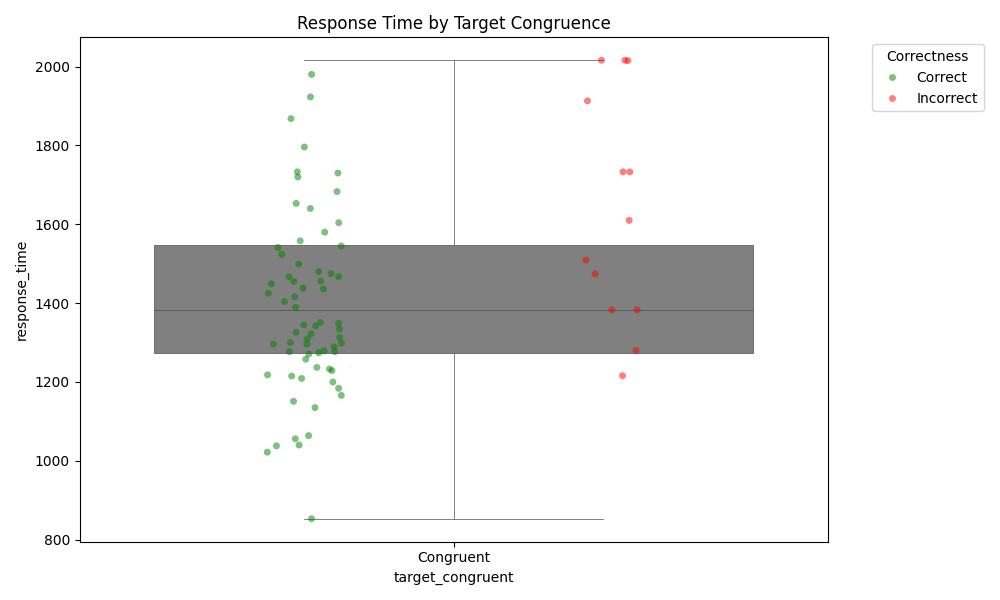 Response Time by Target Congruence
Correctness
Correct
Incorrect
response_time
2000
1800
1600
1400
1200
1000
800
Congruent
target_congruent